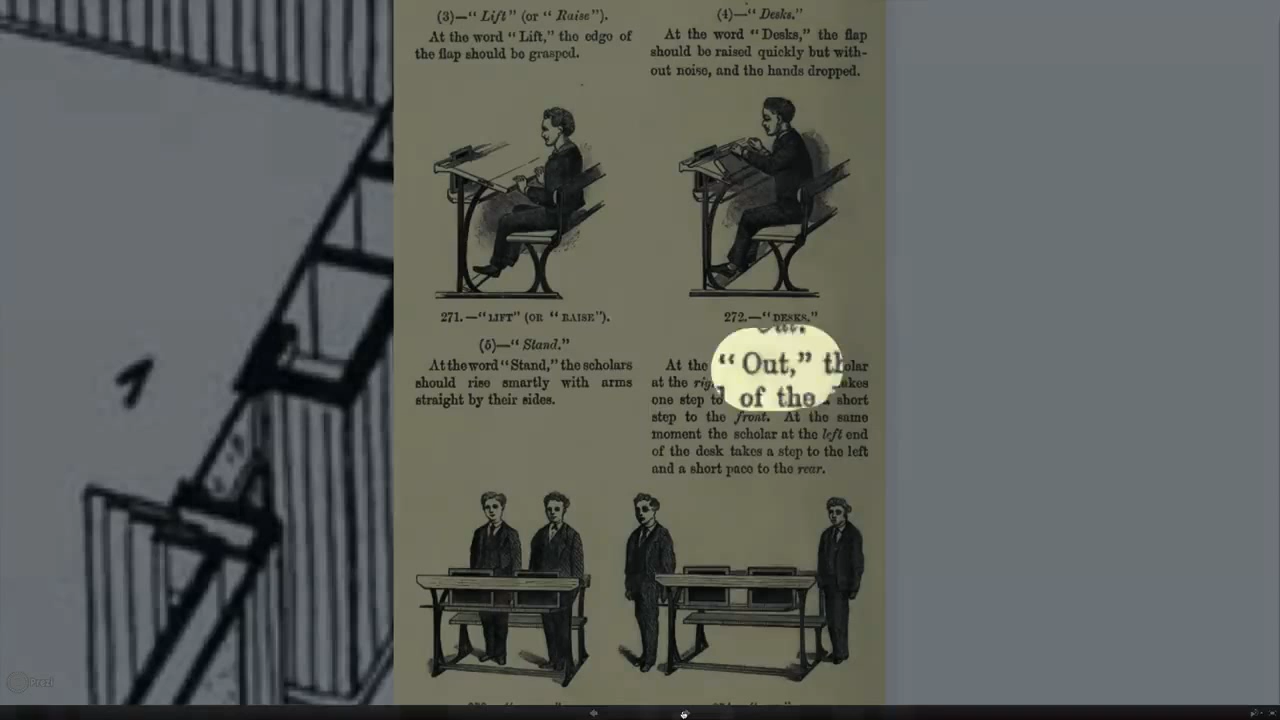 (3)—“ Lift” (or “ Raise”).
At the word “Lift,” the edge of
the flap should be grasped.
(4)—“ Desks.”
At the word “Desks,” the flap
should be raised quickly but with-
out noise, and the hands dropped.
271.—“LIFT” (OR “RAISE”).
272.—“DESKS.”
(5)—“ Stand.”
At the word “Stand,” the scholars
should rise smartly with arms
straight by their sides.
At the “Out,” th olar
at the of the akes
one step to short
step to the front. At the same
moment the scholar at the left end
of the desk takes a step to the left
and a short pace to the rear.
1
Prezi